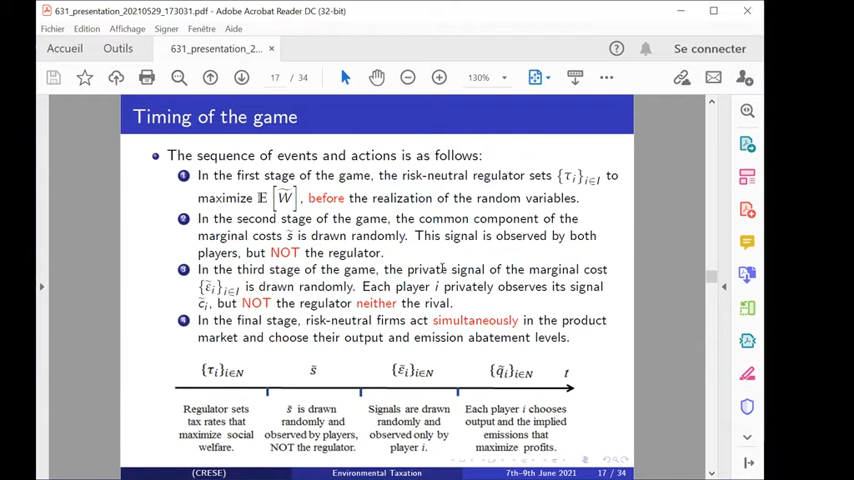 631_presentation_20210529_173031.pdf - Adobe Acrobat Reader DC (32-bit)
Fichier Edition Affichage Signer Fenêtre Aide
Accueil Outils 631_presentation_2... × Se connecter
17 / 34 130%
Timing of the game
The sequence of events and actions is as follows:
1 In the first stage of the game, the risk-neutral regulator sets {τi}i∈I to
maximize 𝔼 [W̃], before the realization of the random variables.
2 In the second stage of the game, the common component of the
marginal costs s̃ is drawn randomly. This signal is observed by both
players, but NOT the regulator.
3 In the third stage of the game, the private signal of the marginal cost
{ε̃i}i∈I is drawn randomly. Each player i privately observes its signal
c̃i, but NOT the regulator neither the rival.
4 In the final stage, risk-neutral firms act simultaneously in the product
market and choose their output and emission abatement levels.
{τi}i∈N s̃ {ε̃i}i∈N {q̃i}i∈N t
Regulator sets
tax rates that
maximize social
welfare.
s̃ is drawn
randomly and
observed by players,
NOT the regulator.
Signals are drawn
randomly and
observed only by
player i.
Each player i chooses
output and the implied
emissions that
maximize profits.
(CRESE) Environmental Taxation 7th-9th June 2021 17 / 34